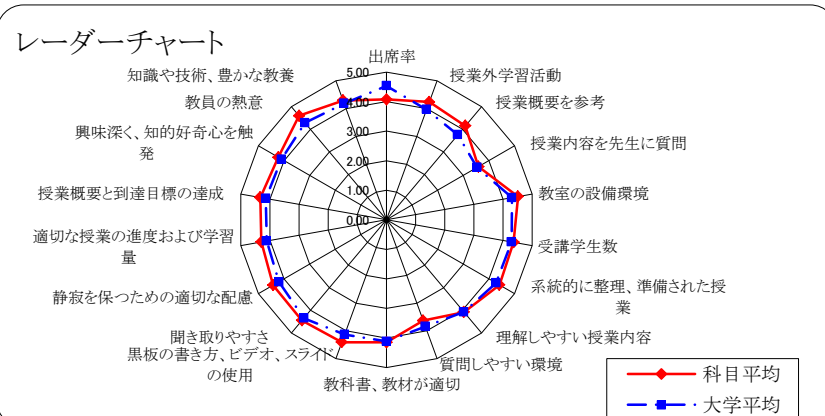 レーダーチャート
出席率
授業外学習活動
授業概要を参考
授業内容を先生に質問
教室の設備環境
受講学生数
系統的に整理、準備された授
業
理解しやすい授業内容
質問しやすい環境
教科書、教材が適切
黒板の書き方、ビデオ、スライド
の使用
聞き取りやすさ
静寂を保つための適切な配慮
適切な授業の進度および学習
量
授業概要と到達目標の達成
興味深く、知的好奇心を触
発
教員の熱意
知識や技術、豊かな教養
5.00
4.00
3.00
2.00
1.00
0.00
科目平均
大学平均